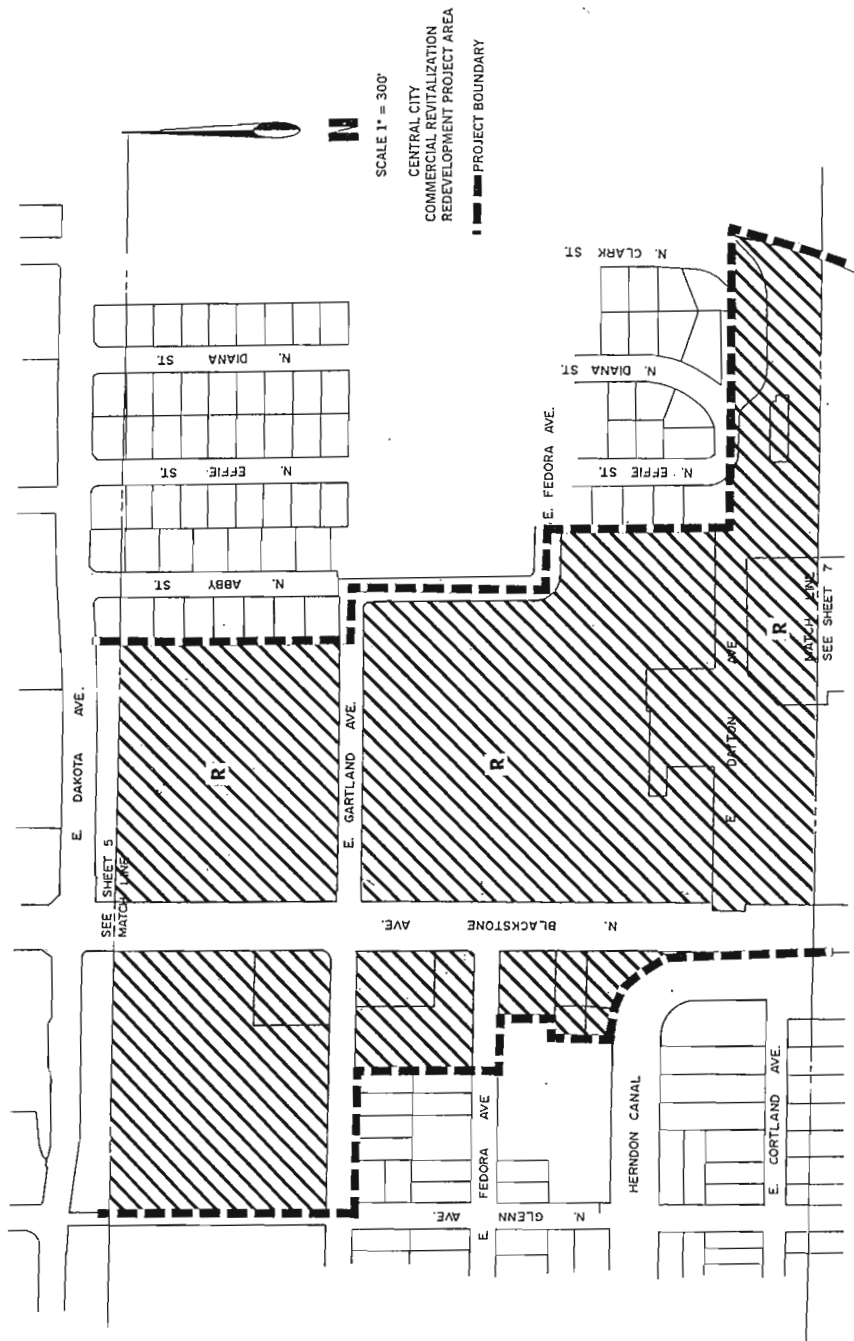 N
SCALE 1" = 300'
CENTRAL CITY
COMMERCIAL REVITALIZATION
REDEVELOPMENT PROJECT AREA
PROJECT BOUNDARY
E. DAKOTA AVE.
SEE SHEET 5
MATCH LINE
N. ABBY ST.
N. EFFIE ST.
N. DIANA ST.
R
E. GARTLAND AVE.
N. BLACKSTONE AVE.
R
E. FEDORA AVE.
N. EFFIE ST.
N. DIANA ST.
N. CLARK ST.
E. FEDORA AVE
N. GLENN AVE.
HERNDON CANAL
E. CORTLAND AVE.
E. DAYTON AVE
R
MATCH LINE
SEE SHEET 7